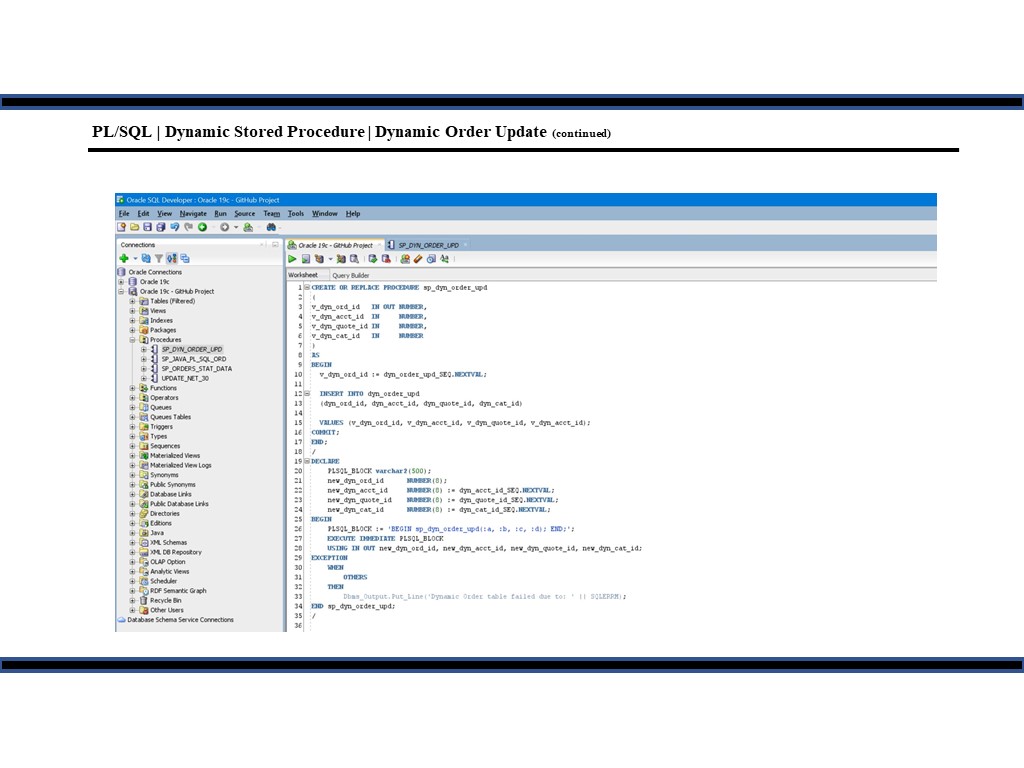 PL/SQL | Dynamic Stored Procedure | Dynamic Order Update (continued)
Oracle SQL Developer : Oracle 19c - GitHub Project
File Edit View Navigate Run Source Team Tools Window Help
Connections
Oracle Connections
Oracle 19c
Oracle 19c - GitHub Project
Tables (Filtered)
Views
Indexes
Packages
Procedures
SP_DYN_ORDER_UPD
SP_JAVA_PL_SQL_ORD
SP_ORDERS_STAT_DATA
UPDATE_NET_30
Functions
Operators
Queues
Queues Tables
Triggers
Types
Sequences
Materialized Views
Materialized View Logs
Synonyms
Public Synonyms
Database Links
Public Database Links
Directories
Editions
Java
XML Schemas
XML DB Repository
OLAP Option
Analytic Views
Scheduler
RDF Semantic Graph
Recycle Bin
Other Users
Database Schema Service Connections
Oracle 19c - GitHub Project SP_DYN_ORDER_UPD
Worksheet Query Builder
1 CREATE OR REPLACE PROCEDURE sp_dyn_order_upd
2 (
3 v_dyn_ord_id IN OUT NUMBER,
4 v_dyn_acct_id IN NUMBER,
5 v_dyn_quote_id IN NUMBER,
6 v_dyn_cat_id IN NUMBER
7 )
8 AS
9 BEGIN
10 v_dyn_ord_id := dyn_order_upd_SEQ.NEXTVAL;
11
12 INSERT INTO dyn_order_upd
13 (dyn_ord_id, dyn_acct_id, dyn_quote_id, dyn_cat_id)
14
15 VALUES (v_dyn_ord_id, v_dyn_acct_id, v_dyn_quote_id, v_dyn_acct_id);
16 COMMIT;
17 END;
18 /
19 DECLARE
20 PLSQL_BLOCK varchar2(500);
21 new_dyn_ord_id NUMBER(8);
22 new_dyn_acct_id NUMBER(8) := dyn_acct_id_SEQ.NEXTVAL;
23 new_dyn_quote_id NUMBER(8) := dyn_quote_id_SEQ.NEXTVAL;
24 new_dyn_cat_id NUMBER(8) := dyn_cat_id_SEQ.NEXTVAL;
25 BEGIN
26 PLSQL_BLOCK := 'BEGIN sp_dyn_order_upd(:a, :b, :c, :d); END;';
27 EXECUTE IMMEDIATE PLSQL_BLOCK
28 USING IN OUT new_dyn_ord_id, new_dyn_acct_id, new_dyn_quote_id, new_dyn_cat_id;
29 EXCEPTION
30 WHEN
31 OTHERS
32 THEN
33 Dbms_Output.Put_Line('Dynamic Order table failed due to: ' || SQLERRM);
34 END sp_dyn_order_upd;
35 /
36